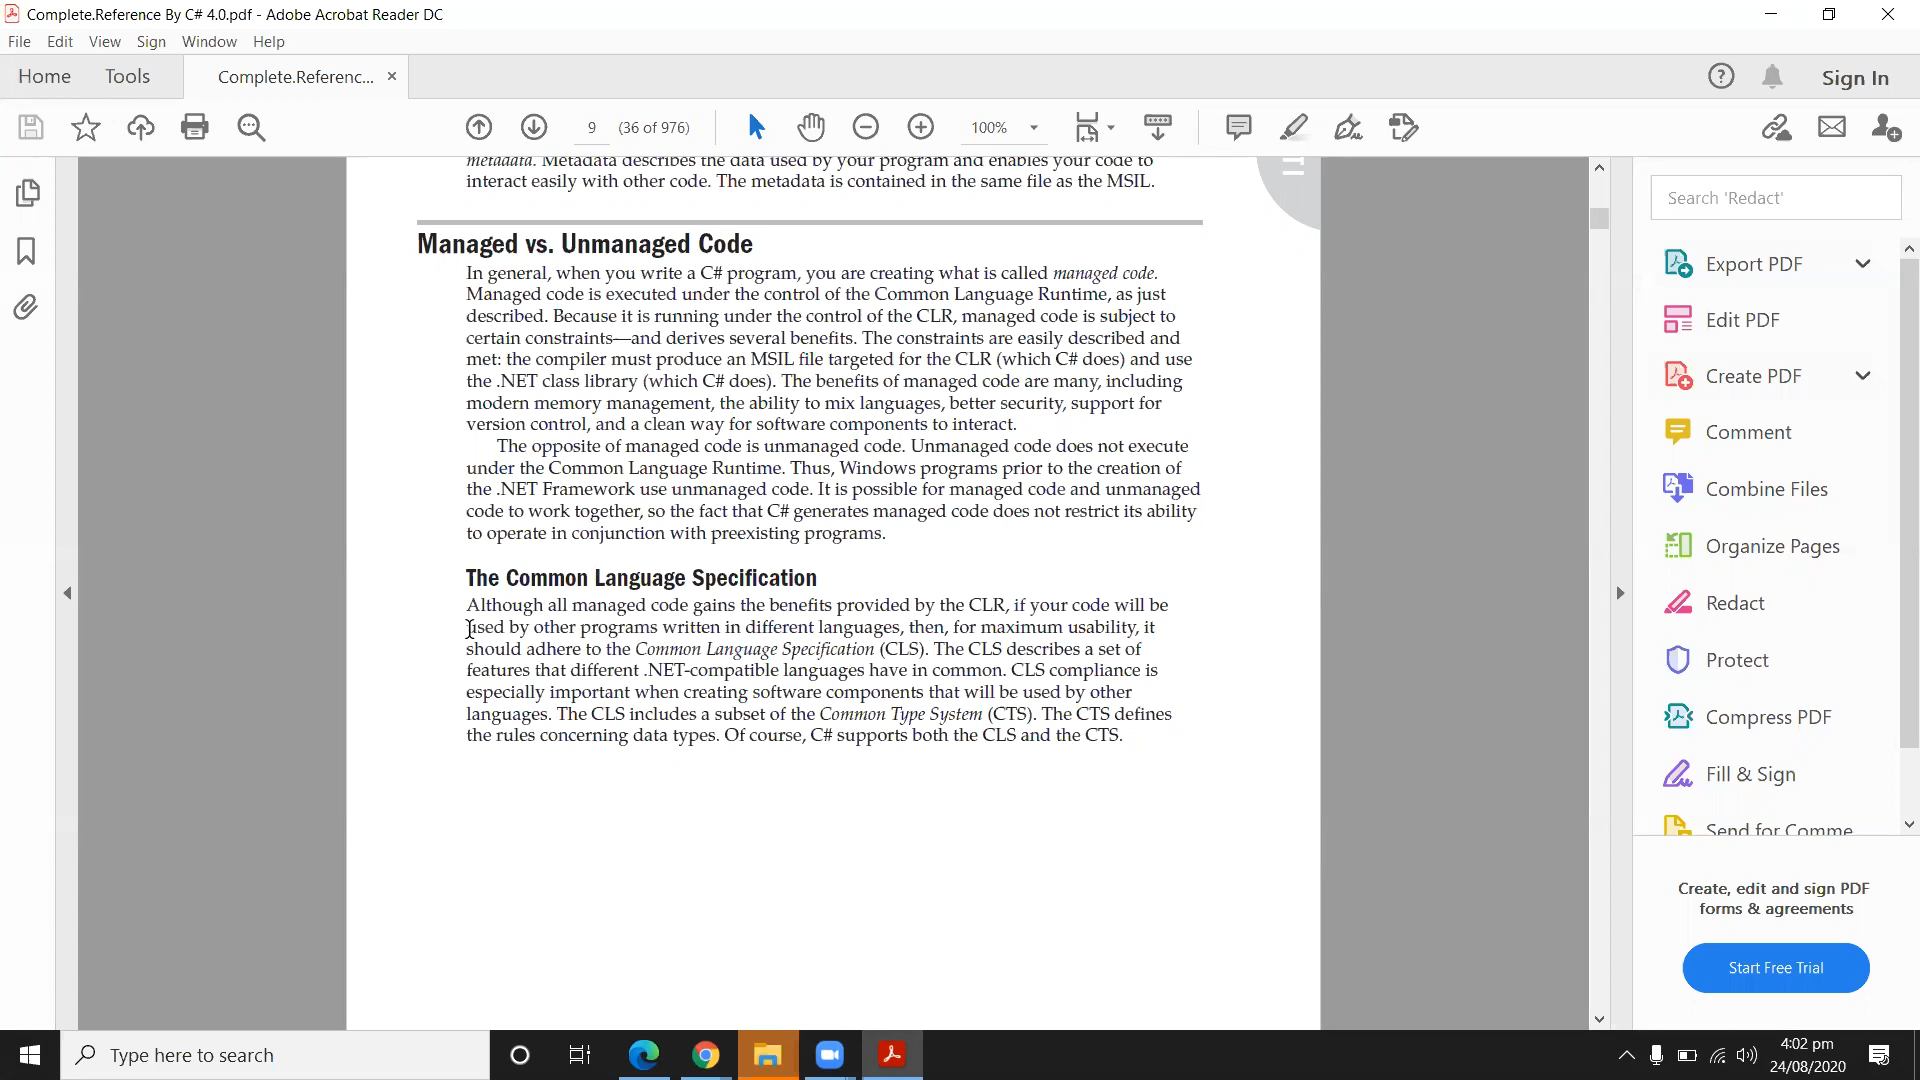 Complete.Reference By C# 4.0.pdf - Adobe Acrobat Reader DC
File Edit View Sign Window Help
Home Tools Complete.Referenc... × Sign In
9 (36 of 976) 100%
metadata. Metadata describes the data used by your program and enables your code to
interact easily with other code. The metadata is contained in the same file as the MSIL.
Managed vs. Unmanaged Code
In general, when you write a C# program, you are creating what is called managed code.
Managed code is executed under the control of the Common Language Runtime, as just
described. Because it is running under the control of the CLR, managed code is subject to
certain constraints—and derives several benefits. The constraints are easily described and
met: the compiler must produce an MSIL file targeted for the CLR (which C# does) and use
the .NET class library (which C# does). The benefits of managed code are many, including
modern memory management, the ability to mix languages, better security, support for
version control, and a clean way for software components to interact.
The opposite of managed code is unmanaged code. Unmanaged code does not execute
under the Common Language Runtime. Thus, Windows programs prior to the creation of
the .NET Framework use unmanaged code. It is possible for managed code and unmanaged
code to work together, so the fact that C# generates managed code does not restrict its ability
to operate in conjunction with preexisting programs.
The Common Language Specification
Although all managed code gains the benefits provided by the CLR, if your code will be
used by other programs written in different languages, then, for maximum usability, it
should adhere to the Common Language Specification (CLS). The CLS describes a set of
features that different .NET-compatible languages have in common. CLS compliance is
especially important when creating software components that will be used by other
languages. The CLS includes a subset of the Common Type System (CTS). The CTS defines
the rules concerning data types. Of course, C# supports both the CLS and the CTS.
Search 'Redact'
Export PDF
Edit PDF
Create PDF
Comment
Combine Files
Organize Pages
Redact
Protect
Compress PDF
Fill & Sign
Send for Comme
Create, edit and sign PDF
forms & agreements
Start Free Trial
Type here to search
4:02 pm
24/08/2020